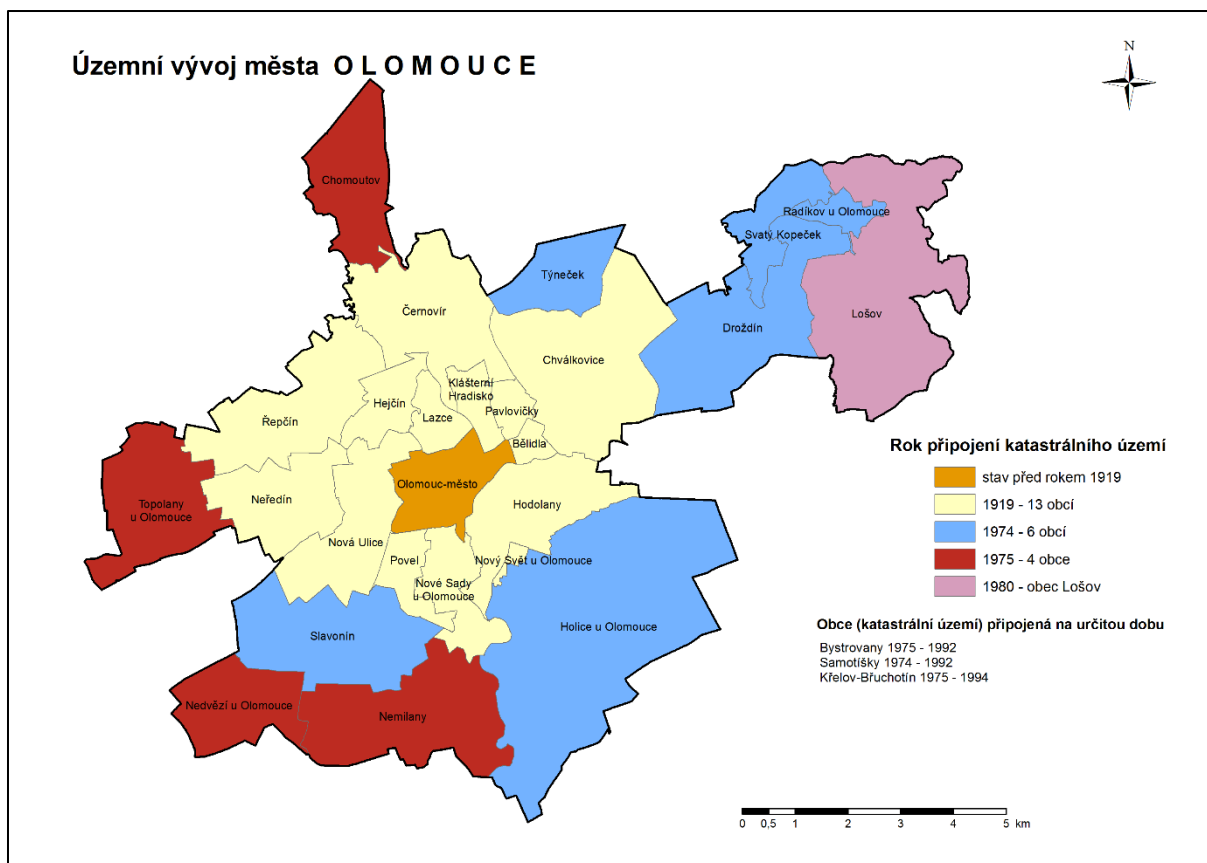 Územní vývoj města O L O M O U C E
N
Chomoutov
Radíkov u Olomouce
Svatý Kopeček
Týneček
Lošov
Černovír
Droždín
Chválkovice
Klášterní
Hradisko
Hejčín
Pavlovičky
Lazce
Řepčín
Bělidla
Olomouc-město
Neředín
Hodolany
Topolany
u Olomouce
Nová Ulice
Povel
Nový Svět u Olomouce
Nové Sady
u Olomouce
Holice u Olomouce
Slavonín
Nedvězí u Olomouce
Nemilany
Rok připojení katastrálního území
stav před rokem 1919
1919 - 13 obcí
1974 - 6 obcí
1975 - 4 obce
1980 - obec Lošov
Obce (katastrální území) připojená na určitou dobu
Bystrovany 1975 - 1992
Samotíšky 1974 - 1992
Křelov-Břuchotín 1975 - 1994
0 0,5 1 2 3 4 5 km